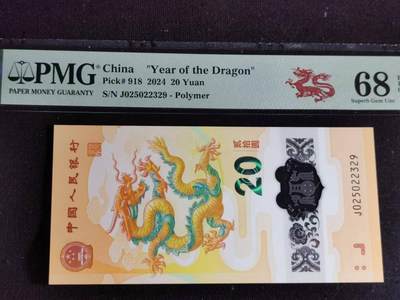 PMG
PAPER MONEY GUARANTY
China "Year of the Dragon"
Pick# 918 2024 20 Yuan
S/N J025022329 - Polymer
68
Superb Gem Unc
中国人民银行
20
贰拾圆
J025022329